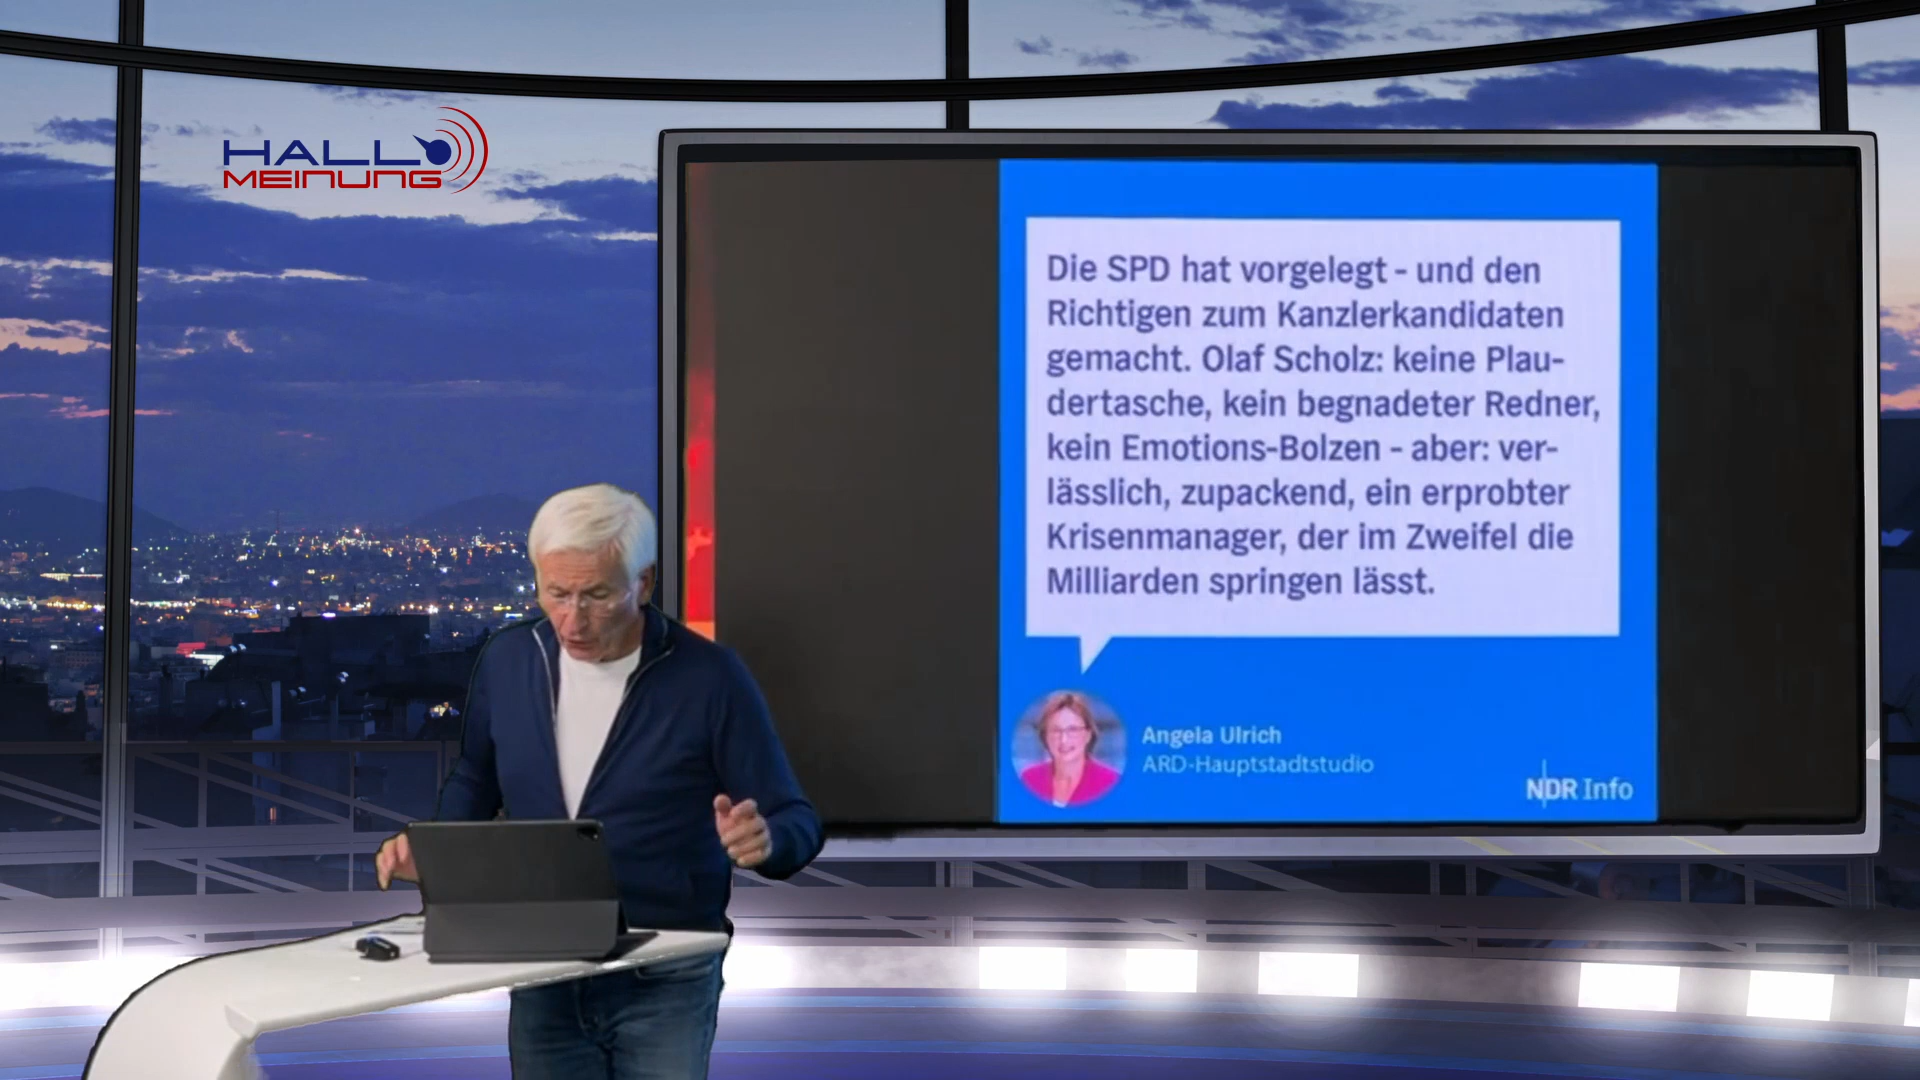 HALLO
MEINUNG
Die SPD hat vorgelegt - und den
Richtigen zum Kanzlerkandidaten
gemacht. Olaf Scholz: keine Plau-
dertasche, kein begnadeter Redner,
kein Emotions-Bolzen - aber: ver-
lässlich, zupackend, ein erprobter
Krisenmanager, der im Zweifel die
Milliarden springen lässt.
Angela Ulrich
ARD-Hauptstadtstudio
NDR Info